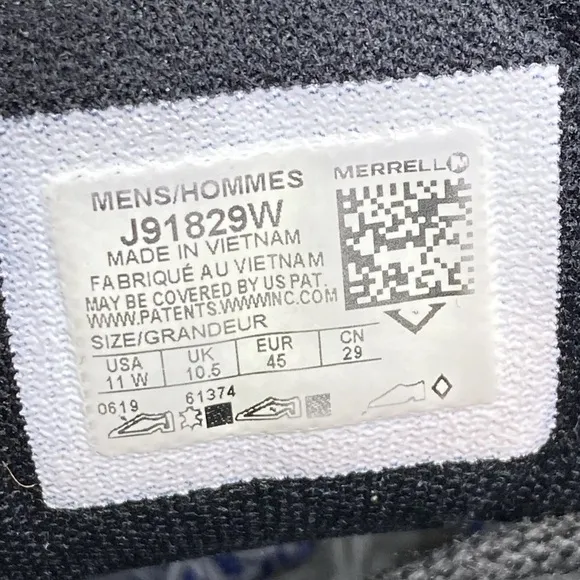 MERRELL
MENS/HOMMES
J91829W
MADE IN VIETNAM
FABRIQUÉ AU VIETNAM
MAY BE COVERED BY US PAT.
WWW.PATENTS.WWWINC.COM
SIZE/GRANDEUR
USA UK EUR CN
11 W 10.5 45 29
0619 61374